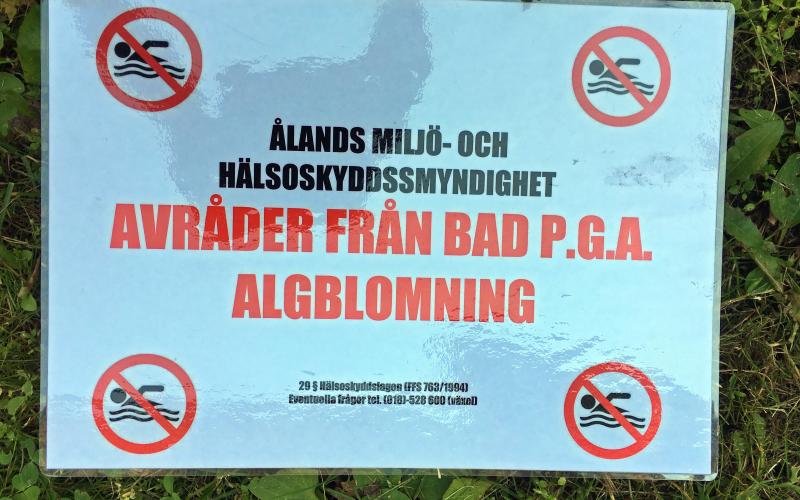 ÅLANDS MILJÖ- OCH
HÄLSOSKYDDSSMYNDIGHET
AVRÅDER FRÅN BAD P.G.A.
ALGBLOMNING
29 § Hälsoskyddslagen (FFS 763/1994)
Eventuella frågor tel. (018)-528 600 (växel)